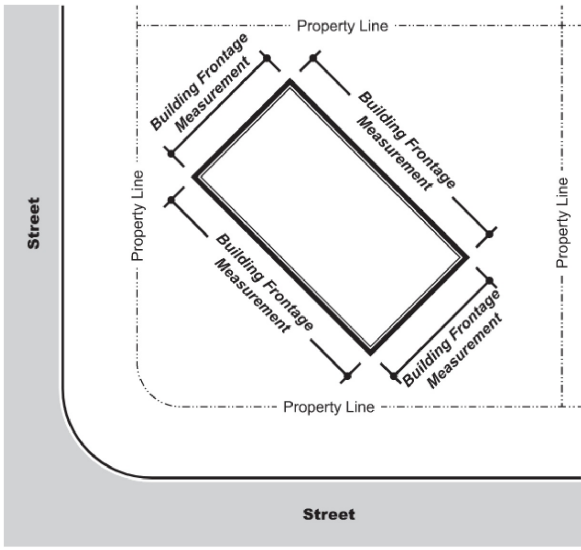 Property Line
Building Frontage
Measurement
Building Frontage
Measurement
Street
Property Line
Property Line
Building Frontage
Measurement
Building Frontage
Measurement
Property Line
Street